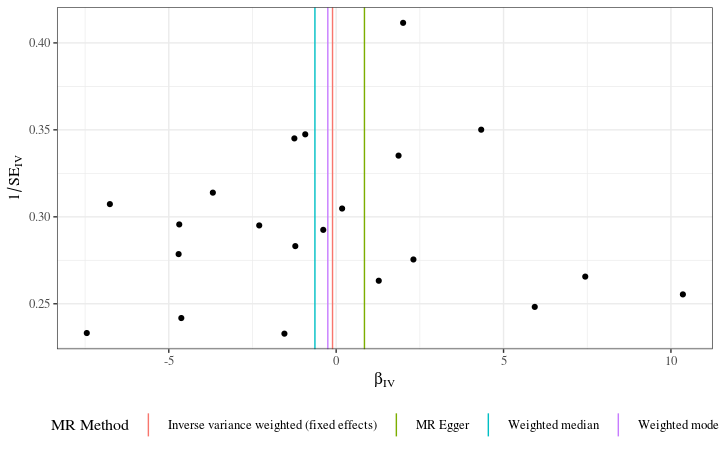 0.40
0.35
0.30
0.25
1/SE_IV
-5 0 5 10
β_IV
MR Method Inverse variance weighted (fixed effects) MR Egger Weighted median Weighted mode